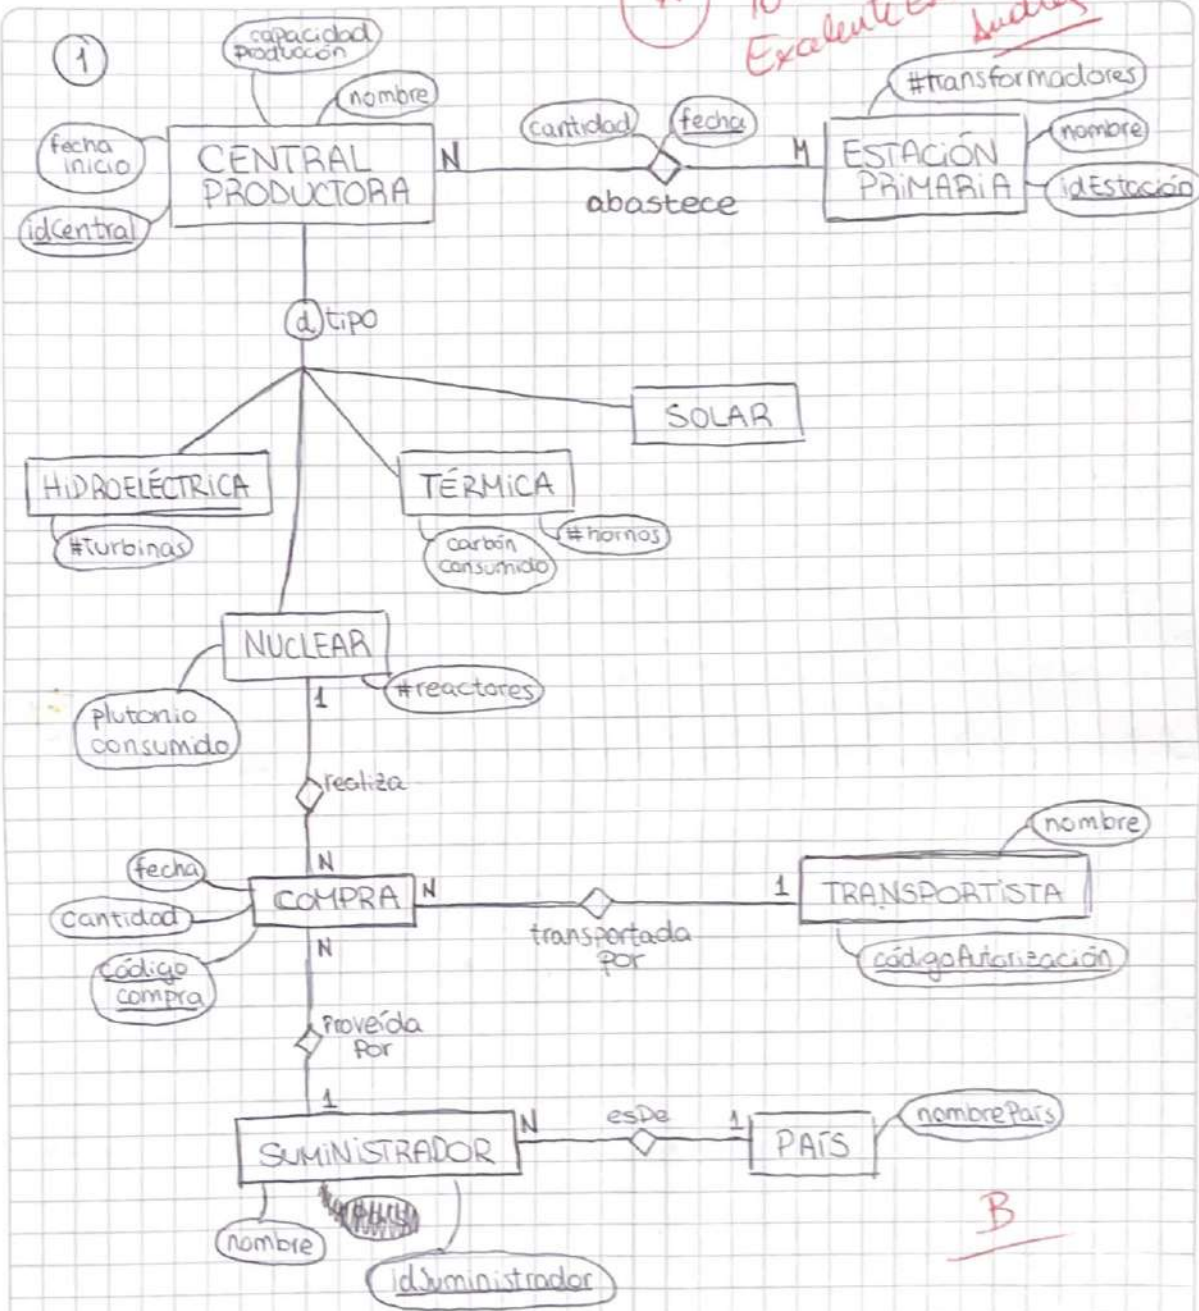 1
10
Excelente
capacidad
producción
nombre
fecha
inicio
idCentral
CENTRAL
PRODUCTORA
N
cantidad
fecha
abastece
M
ESTACIÓN
PRIMARIA
#transformadores
nombre
idEstación
d
tipo
SOLAR
HIDROELÉCTRICA
#Turbinas
TÉRMICA
carbón
consumido
#hornos
NUCLEAR
plutonio
consumido
#reactores
1
realiza
N
fecha
Cantidad
código
compra
COMPRA
N
transportada
por
1
TRANSPORTISTA
nombre
códigoAutorización
N
Proveída
Por
1
SUMINISTRADOR
N
esDe
1
PAÍS
nombrePaís
nombre
idSuministrador
B